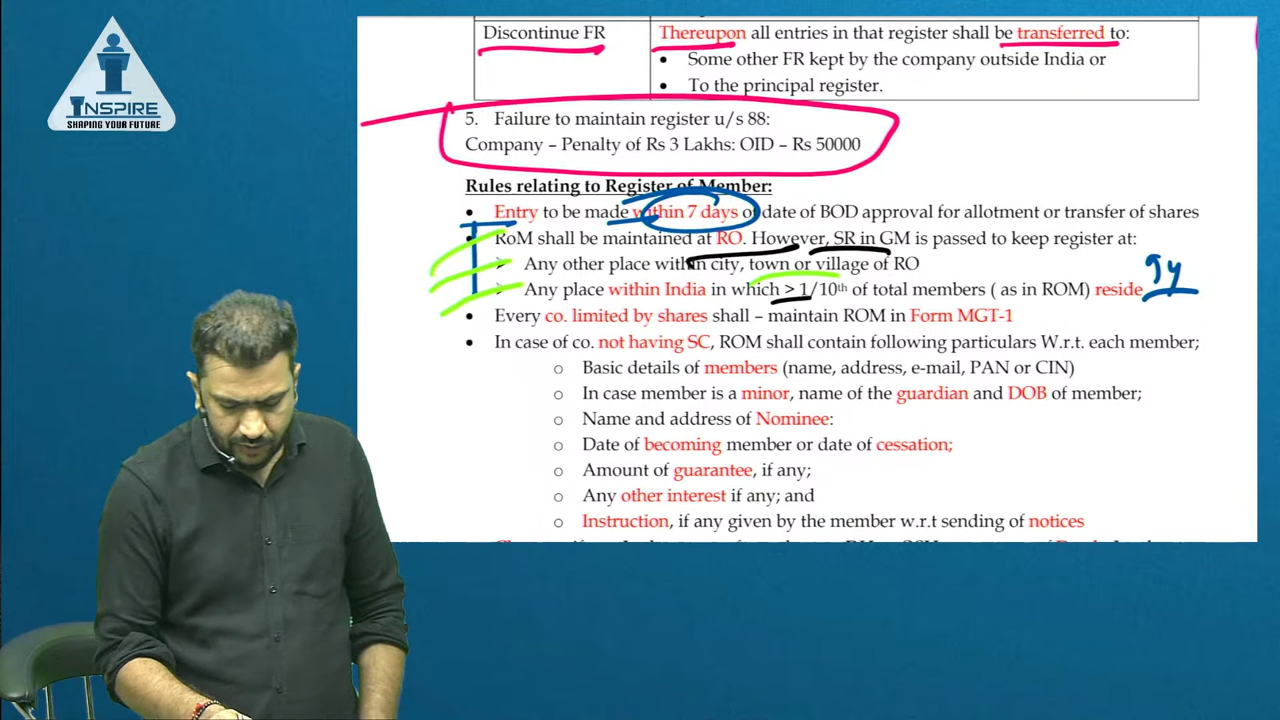 INSPIRE
SHAPING YOUR FUTURE
Discontinue FR
Thereupon all entries in that register shall be transferred to:
• Some other FR kept by the company outside India or
• To the principal register.
5. Failure to maintain register u/s 88:
Company – Penalty of Rs 3 Lakhs: OID – Rs 50000
Rules relating to Register of Member:
• Entry to be made within 7 days of date of BOD approval for allotment or transfer of shares
• RoM shall be maintained at RO. However, SR in GM is passed to keep register at:
➤ Any other place within city, town or village of RO
➤ Any place within India in which > 1/10th of total members ( as in ROM) reside
• Every co. limited by shares shall – maintain ROM in Form MGT-1
• In case of co. not having SC, ROM shall contain following particulars W.r.t. each member;
o Basic details of members (name, address, e-mail, PAN or CIN)
o In case member is a minor, name of the guardian and DOB of member;
o Name and address of Nominee:
o Date of becoming member or date of cessation;
o Amount of guarantee, if any;
o Any other interest if any; and
o Instruction, if any given by the member w.r.t sending of notices